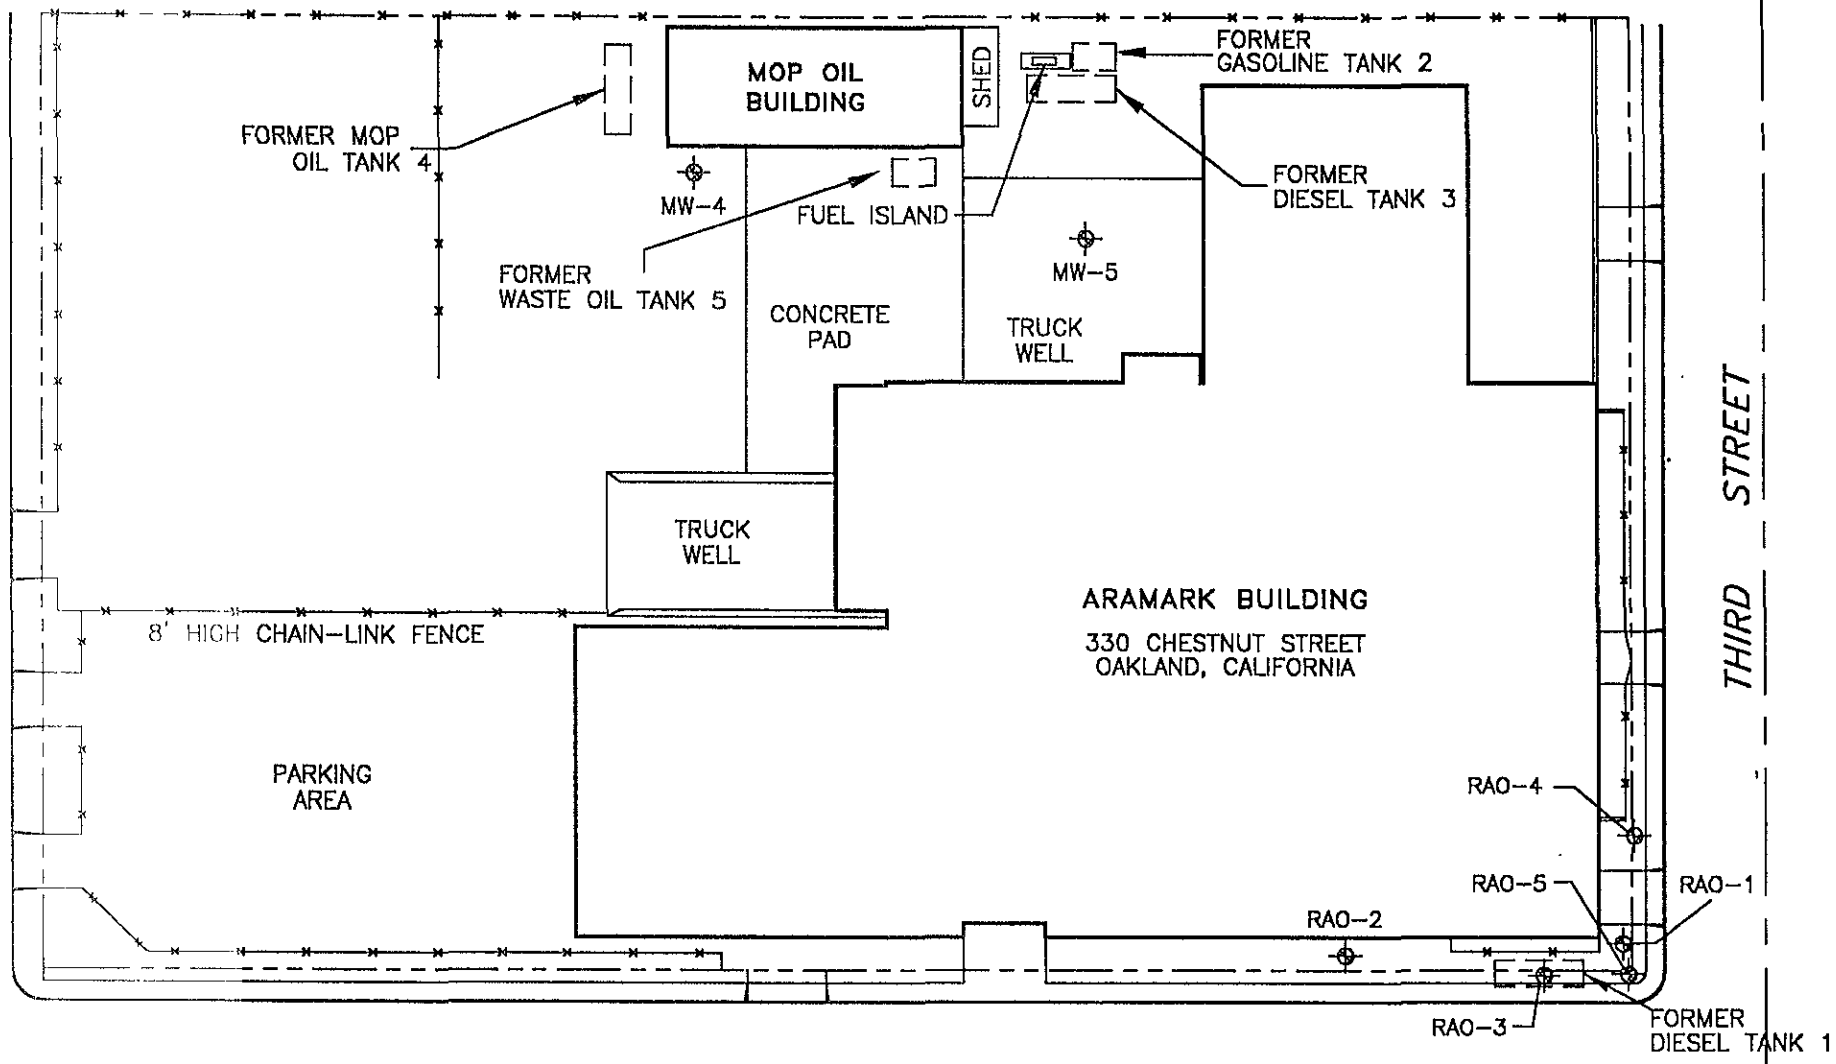 FORMER
GASOLINE TANK 2
MOP OIL
BUILDING
SHED
FORMER MOP
OIL TANK 4
FORMER
DIESEL TANK 3
MW-4
FUEL ISLAND
MW-5
FORMER
WASTE OIL TANK 5
CONCRETE
PAD
TRUCK
WELL
THIRD STREET
TRUCK
WELL
ARAMARK BUILDING
330 CHESTNUT STREET
OAKLAND, CALIFORNIA
8' HIGH CHAIN-LINK FENCE
PARKING
AREA
RAO-4
RAO-5
RAO-1
RAO-2
RAO-3
FORMER
DIESEL TANK 1